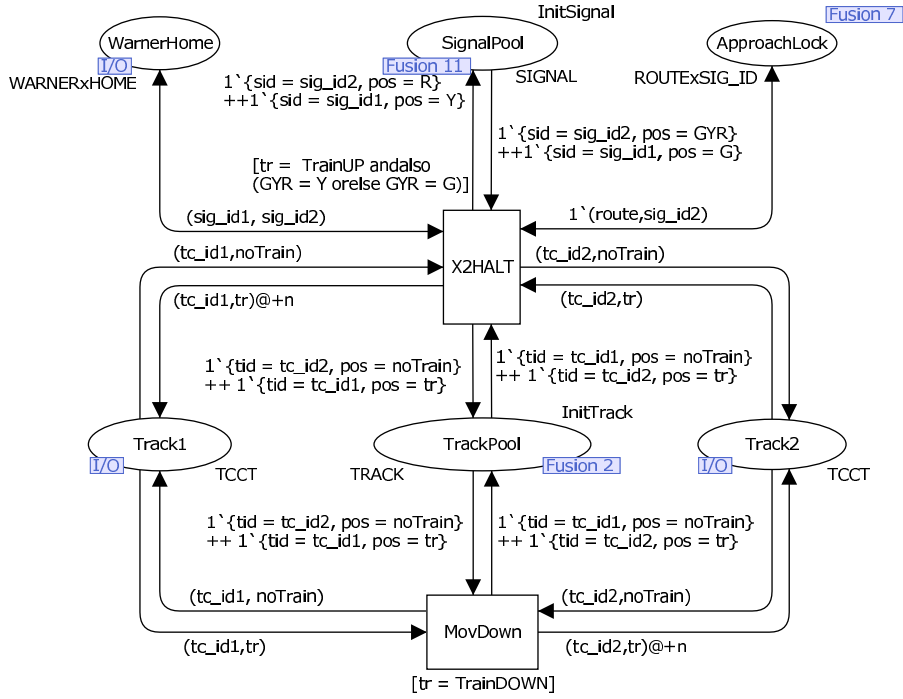 InitSignal
Fusion 7
WarnerHome
SignalPool
ApproachLock
I/O
Fusion 11
WARNERxHOME
SIGNAL
ROUTExSIG_ID
1`{sid = sig_id2, pos = R}
++1`{sid = sig_id1, pos = Y}
1`{sid = sig_id2, pos = GYR}
++1`{sid = sig_id1, pos = G}
[tr = TrainUP andalso
(GYR = Y orelse GYR = G)]
(sig_id1, sig_id2)
1`(route,sig_id2)
(tc_id1,noTrain)
X2HALT
(tc_id2,noTrain)
(tc_id1,tr)@+n
(tc_id2,tr)
1`{tid = tc_id2, pos = noTrain}
++ 1`{tid = tc_id1, pos = tr}
1`{tid = tc_id1, pos = noTrain}
++ 1`{tid = tc_id2, pos = tr}
InitTrack
Track1
TrackPool
Track2
I/O
Fusion 2
I/O
TCCT
TRACK
TCCT
1`{tid = tc_id2, pos = noTrain}
++ 1`{tid = tc_id1, pos = tr}
1`{tid = tc_id1, pos = noTrain}
++ 1`{tid = tc_id2, pos = tr}
(tc_id1, noTrain)
(tc_id2,noTrain)
MovDown
(tc_id1,tr)
(tc_id2,tr)@+n
[tr = TrainDOWN]